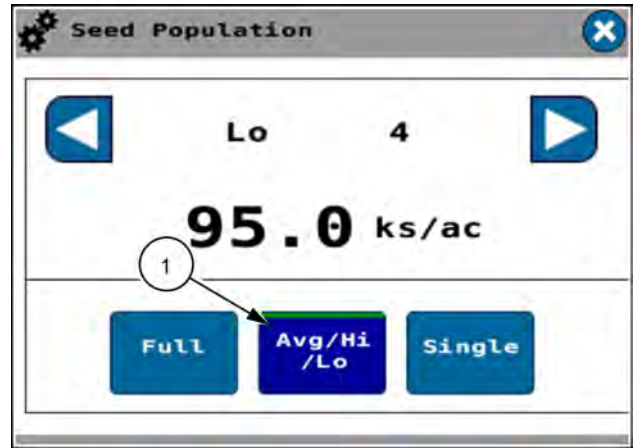 Seed Population
Lo 4
95.0 ks/ac
1
Full
Avg/Hi
/Lo
Single